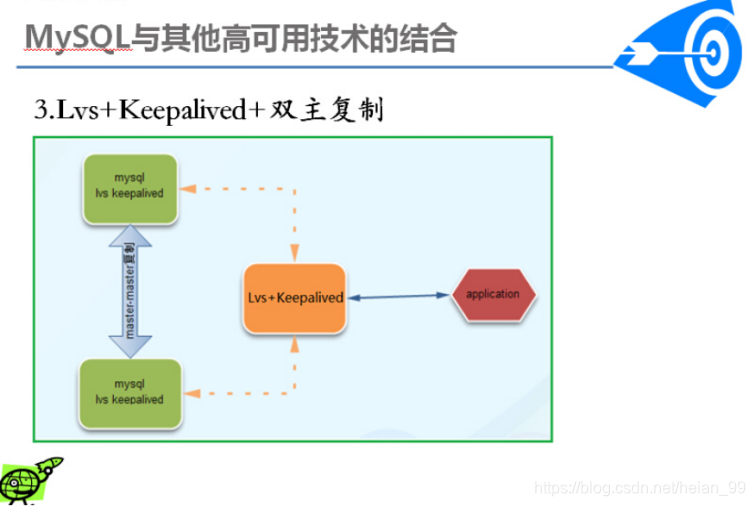 MySQL与其他高可用技术的结合
3.Lvs+Keepalived+双主复制
mysql
lvs keepalived
master-master复制
Lvs+Keepalived
application
mysql
lvs keepalived
https://blog.csdn.net/heian_99